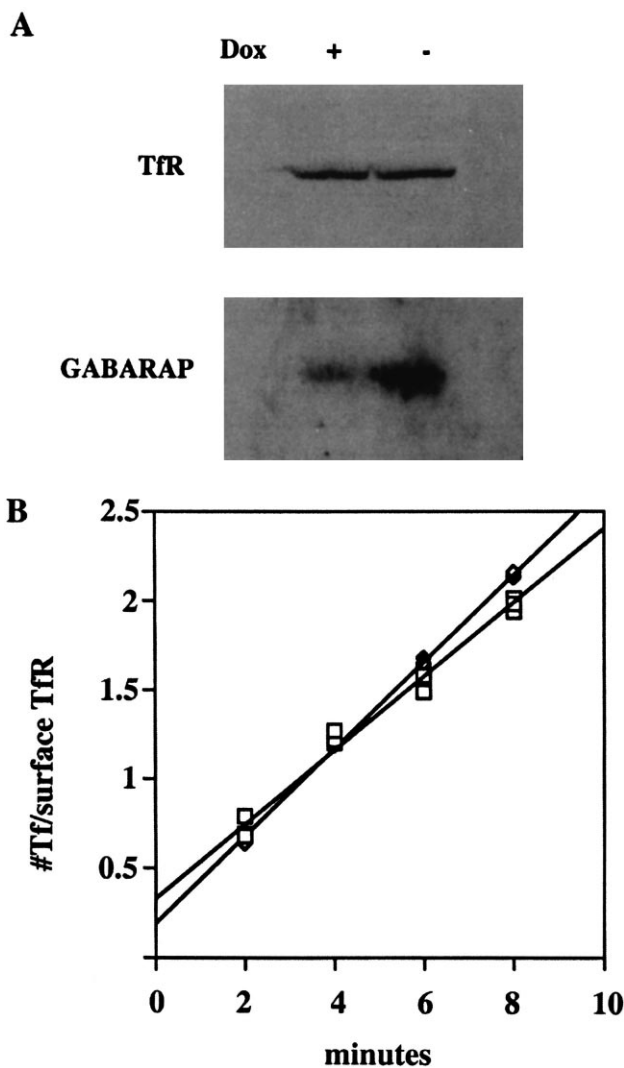 A
Dox + -
TfR
GABARAP
B
2.5
2
1.5
1
0.5
#Tf/surface TfR
0 2 4 6 8 10
minutes